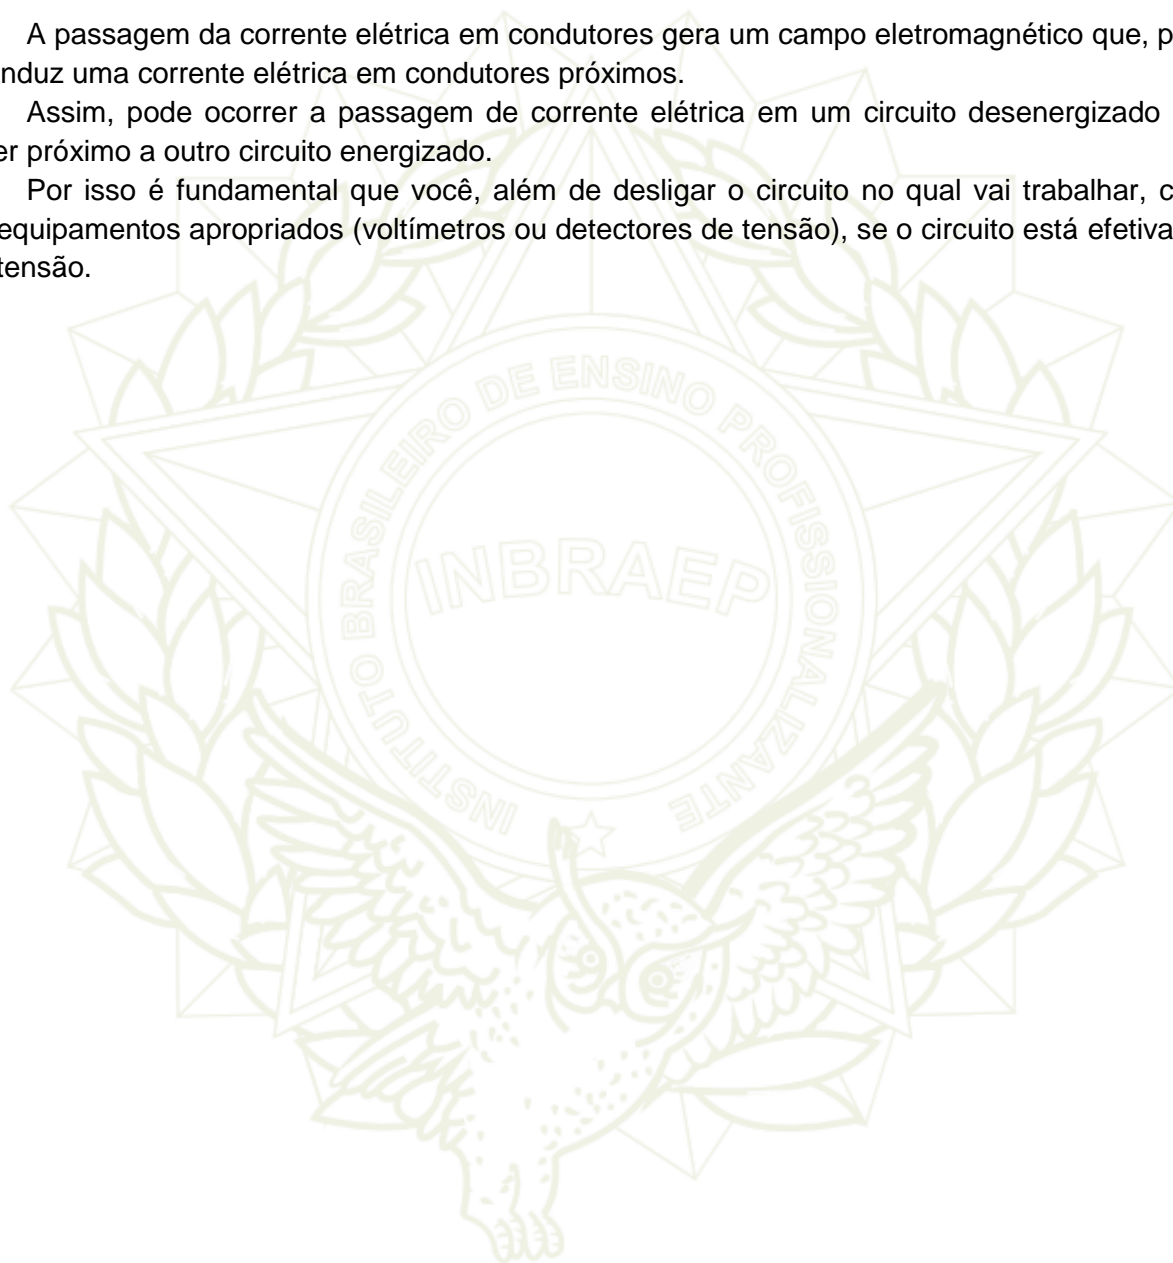 A passagem da corrente elétrica em condutores gera um campo eletromagnético que, p
nduz uma corrente elétrica em condutores próximos.
Assim, pode ocorrer a passagem de corrente elétrica em um circuito desenergizado
er próximo a outro circuito energizado.
Por isso é fundamental que você, além de desligar o circuito no qual vai trabalhar, c
equipamentos apropriados (voltímetros ou detectores de tensão), se o circuito está efetiva
tensão.
INSTITUTO BRASILEIRO DE ENSINO PROFISSIONALIZANTE
INBRAEP